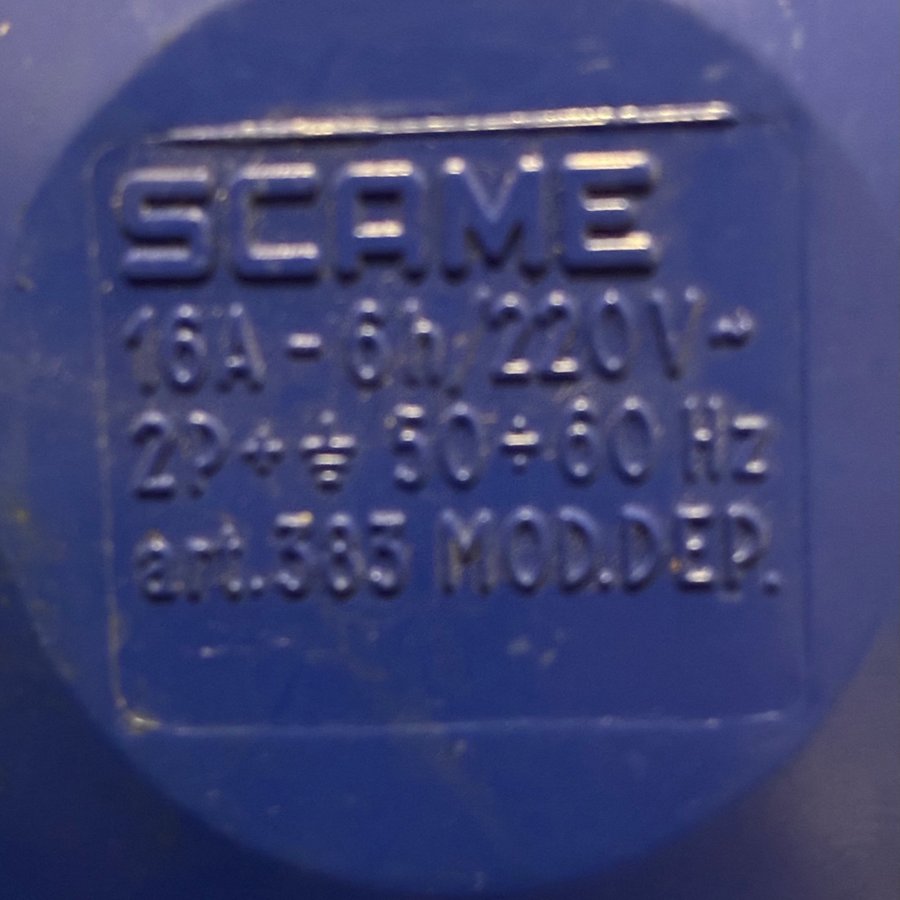 SCAME
16A - 6h/220V~
2P+⏚ 50÷60 Hz
art.385 MOD.DEP.